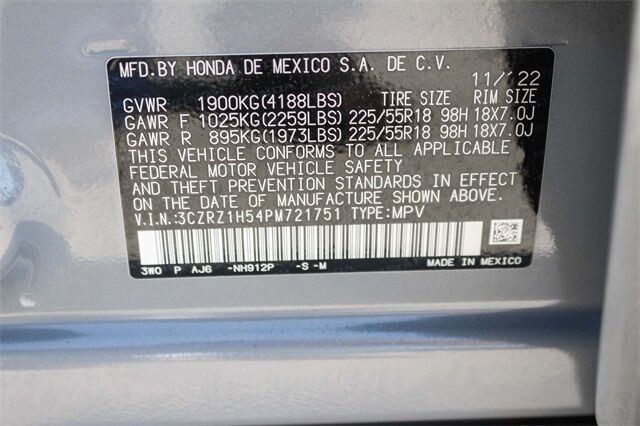 MFD.BY HONDA DE MEXICO S.A. DE C.V.
11/'22
GVWR 1900KG(4188LBS) TIRE SIZE RIM SIZE
GAWR F 1025KG(2259LBS) 225/55R18 98H 18X7.0J
GAWR R 895KG(1973LBS) 225/55R18 98H 18X7.0J
THIS VEHICLE CONFORMS TO ALL APPLICABLE
FEDERAL MOTOR VEHICLE SAFETY
AND THEFT PREVENTION STANDARDS IN EFFECT
ON THE DATE OF MANUFACTURE SHOWN ABOVE.
V.I.N.:3CZRZ1H54PM721751 TYPE:MPV
3W0 P AJ6 -NH912P -S -M MADE IN MEXICO